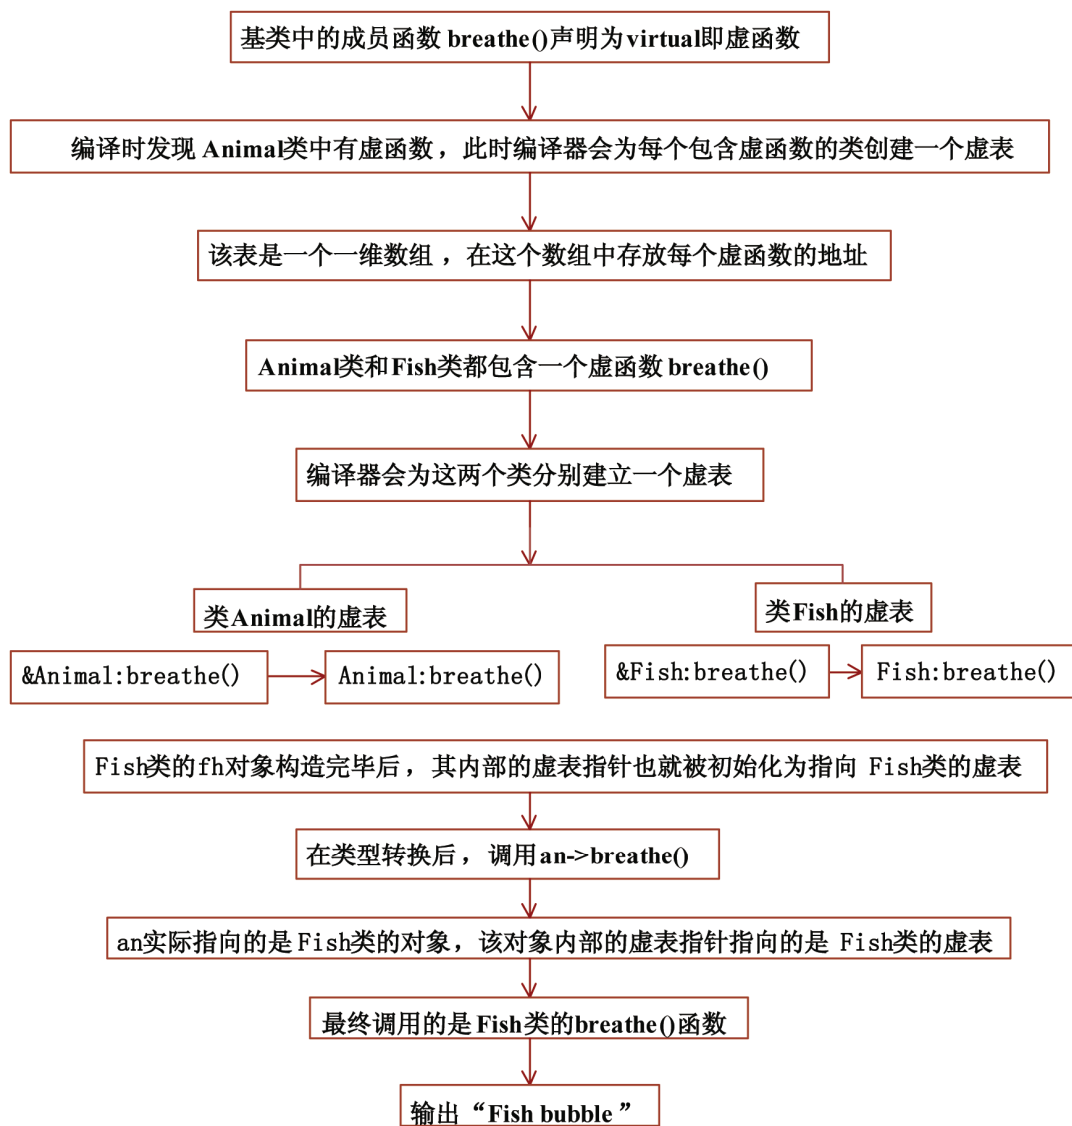 基类中的成员函数 breathe()声明为virtual即虚函数
编译时发现 Animal类中有虚函数，此时编译器会为每个包含虚函数的类创建一个虚表
该表是一个一维数组，在这个数组中存放每个虚函数的地址
Animal类和Fish类都包含一个虚函数 breathe()
编译器会为这两个类分别建立一个虚表
类Animal的虚表
类Fish的虚表
&Animal:breathe()
Animal:breathe()
&Fish:breathe()
Fish:breathe()
Fish类的fh对象构造完毕后，其内部的虚表指针也就被初始化为指向 Fish类的虚表
在类型转换后，调用an->breathe()
an实际指向的是Fish类的对象，该对象内部的虚表指针指向的是 Fish类的虚表
最终调用的是Fish类的breathe()函数
输出“Fish bubble ”